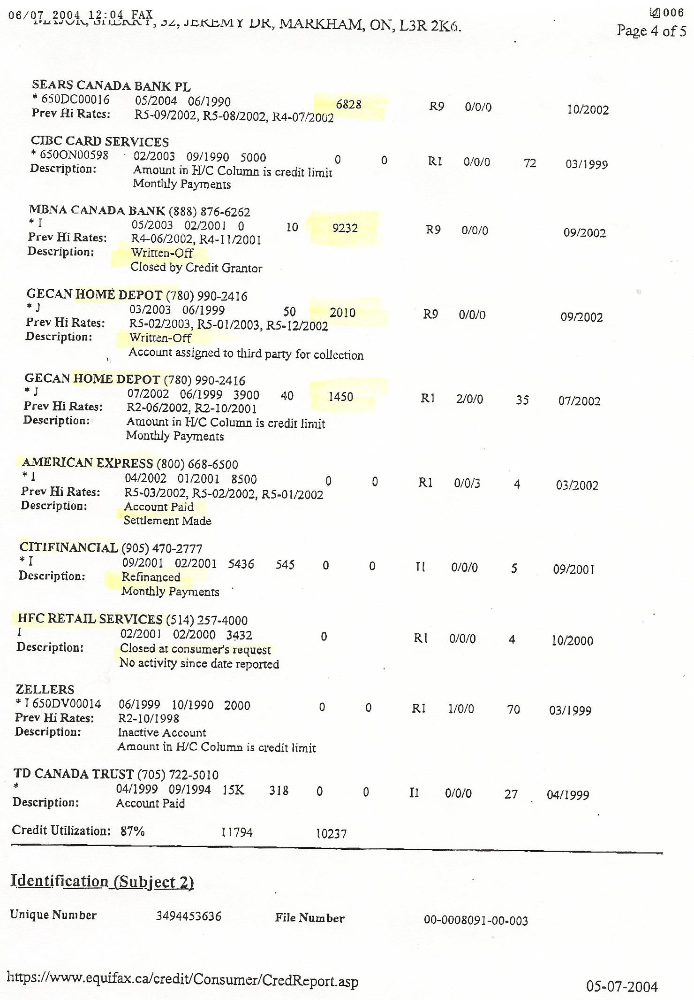 06/07 2004 12:04 FAX 006
32, JEREMY DR, MARKHAM, ON, L3R 2K6.
Page 4 of 5
SEARS CANADA BANK PL
* 650DC00016 05/2004 06/1990 6828 R9 0/0/0 10/2002
Prev Hi Rates: R5-09/2002, R5-08/2002, R4-07/2002
CIBC CARD SERVICES
* 650ON00598 02/2003 09/1990 5000 0 0 R1 0/0/0 72 03/1999
Description: Amount in H/C Column is credit limit
Monthly Payments
MBNA CANADA BANK (888) 876-6262
* I 05/2003 02/2001 0 10 9232 R9 0/0/0 09/2002
Prev Hi Rates: R4-06/2002, R4-11/2001
Description: Written-Off
Closed by Credit Grantor
GECAN HOME DEPOT (780) 990-2416
* J 03/2003 06/1999 50 2010 R9 0/0/0 09/2002
Prev Hi Rates: R5-02/2003, R5-01/2003, R5-12/2002
Description: Written-Off
Account assigned to third party for collection
GECAN HOME DEPOT (780) 990-2416
* J 07/2002 06/1999 3900 40 1450 R1 2/0/0 35 07/2002
Prev Hi Rates: R2-06/2002, R2-10/2001
Description: Amount in H/C Column is credit limit
Monthly Payments
AMERICAN EXPRESS (800) 668-6500
* I 04/2002 01/2001 8500 0 0 R1 0/0/3 4 03/2002
Prev Hi Rates: R5-03/2002, R5-02/2002, R5-01/2002
Description: Account Paid
Settlement Made
CITIFINANCIAL (905) 470-2777
* I 09/2001 02/2001 5436 545 0 0 I1 0/0/0 5 09/2001
Description: Refinanced
Monthly Payments
HFC RETAIL SERVICES (514) 257-4000
I 02/2001 02/2000 3432 0 R1 0/0/0 4 10/2000
Description: Closed at consumer's request
No activity since date reported
ZELLERS
* I 650DV00014 06/1999 10/1990 2000 0 0 R1 1/0/0 70 03/1999
Prev Hi Rates: R2-10/1998
Description: Inactive Account
Amount in H/C Column is credit limit
TD CANADA TRUST (705) 722-5010
* 04/1999 09/1994 15K 318 0 0 I1 0/0/0 27 04/1999
Description: Account Paid
Credit Utilization: 87% 11794 10237
Identification (Subject 2)
Unique Number 3494453636 File Number 00-0008091-00-003
https://www.equifax.ca/credit/Consumer/CredReport.asp 05-07-2004